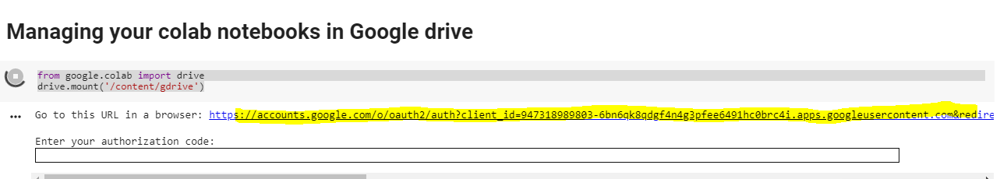 Managing your colab notebooks in Google drive
from google.colab import drive
drive.mount('/content/gdrive')
Go to this URL in a browser: https://accounts.google.com/o/oauth2/auth?client_id=947318989803-6bn6qk8qdgf4n4g3pfee6491hc0brc4i.apps.googleusercontent.com&redire
Enter your authorization code: